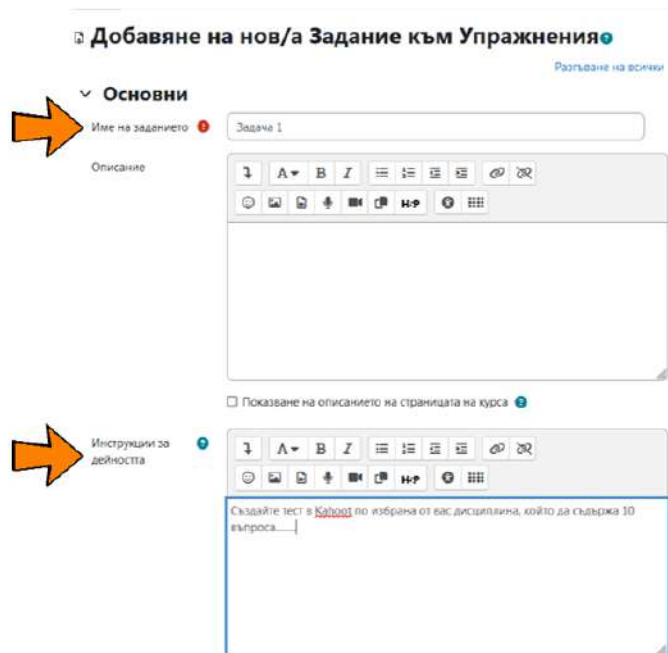 Добавяне на нов/а Задание към Упражнения
Разгъване на всички
Основни
Име на заданието
Задача 1
Описание
A B I
H-P
Показване на описанието на страницата на курса
Инструкции за
дейността
A B I
H-P
Създайте тест в Kahoot по избрана от вас дисциплина, който да съдържа 10
въпроса......